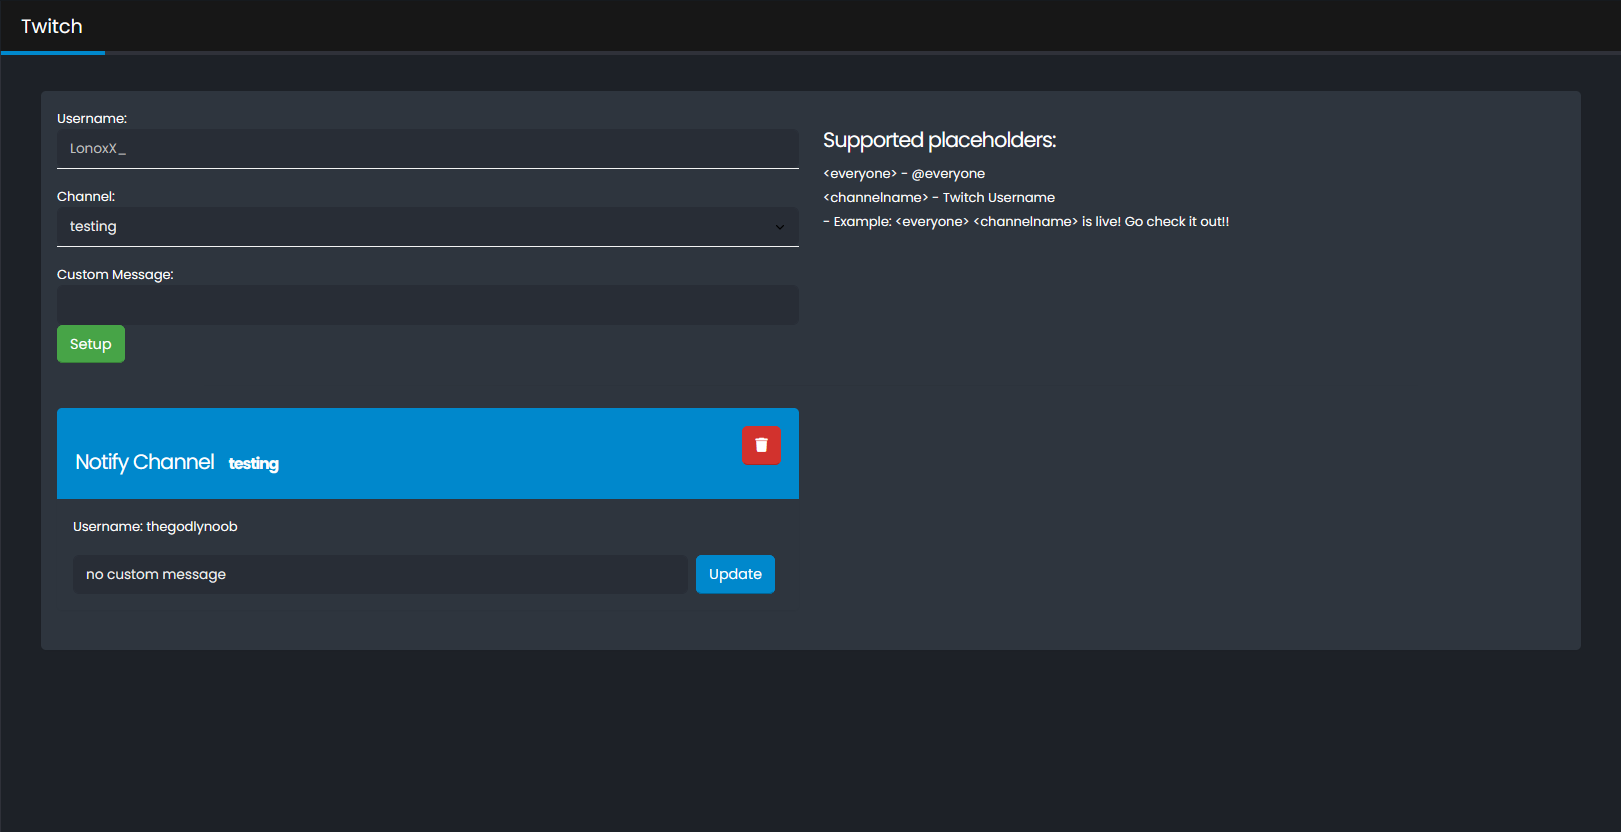 Twitch
Username:
LonoxX_
Channel:
testing
Custom Message:
Setup
Supported placeholders:
<everyone> - @everyone
<channelname> - Twitch Username
- Example: <everyone> <channelname> is live! Go check it out!!
Notify Channel testing
Username: thegodlynoob
no custom message
Update